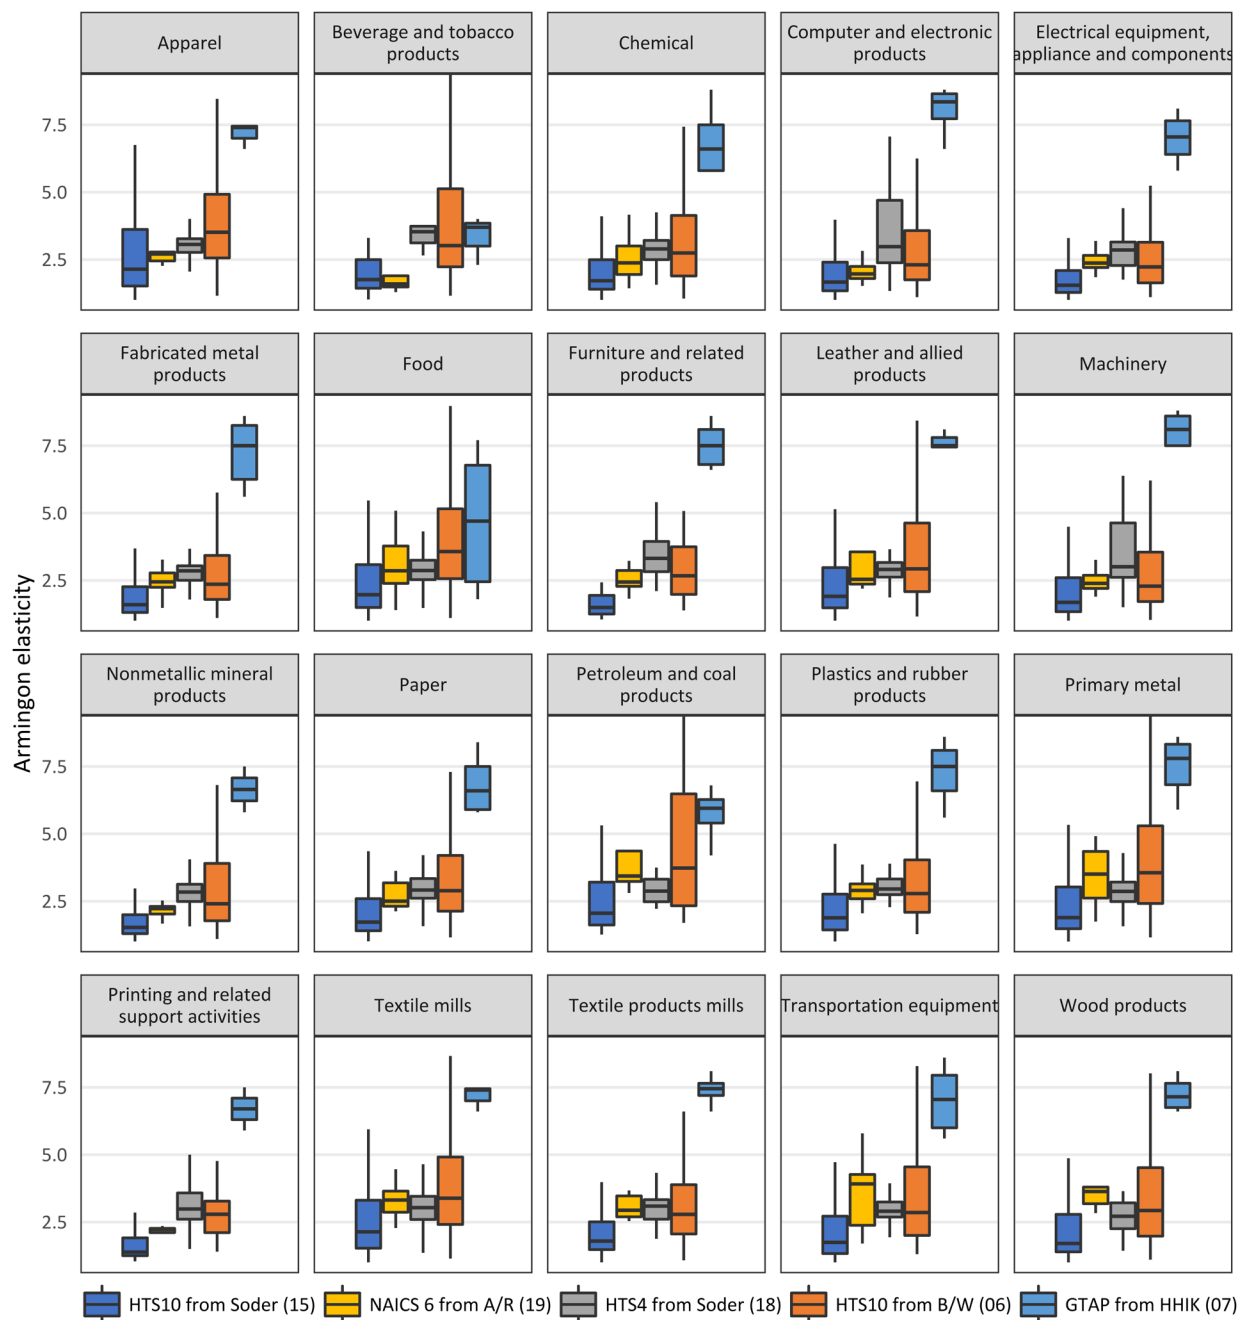 Apparel
Beverage and tobacco
products
Chemical
Computer and electronic
products
Electrical equipment,
appliance and components
7.5
5.0
2.5
Fabricated metal
products
Food
Furniture and related
products
Leather and allied
products
Machinery
7.5
5.0
2.5
Armingon elasticity
Nonmetallic mineral
products
Paper
Petroleum and coal
products
Plastics and rubber
products
Primary metal
7.5
5.0
2.5
Printing and related
support activities
Textile mills
Textile products mills
Transportation equipment
Wood products
7.5
5.0
2.5
HTS10 from Soder (15)
NAICS 6 from A/R (19)
HTS4 from Soder (18)
HTS10 from B/W (06)
GTAP from HHIK (07)